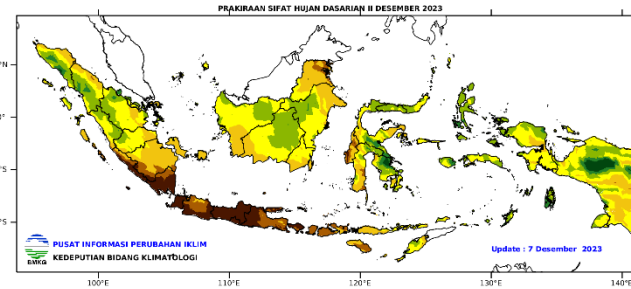 PRAKIRAAN SIFAT HUJAN DASARIAN II DESEMBER 2023
°N
°
°S
°S
PUSAT INFORMASI PERUBAHAN IKLIM
KEDEPUTIAN BIDANG KLIMATOLOGI
BMKG
Update : 7 Desember 2023
100°E
110°E
120°E
130°E
140°E